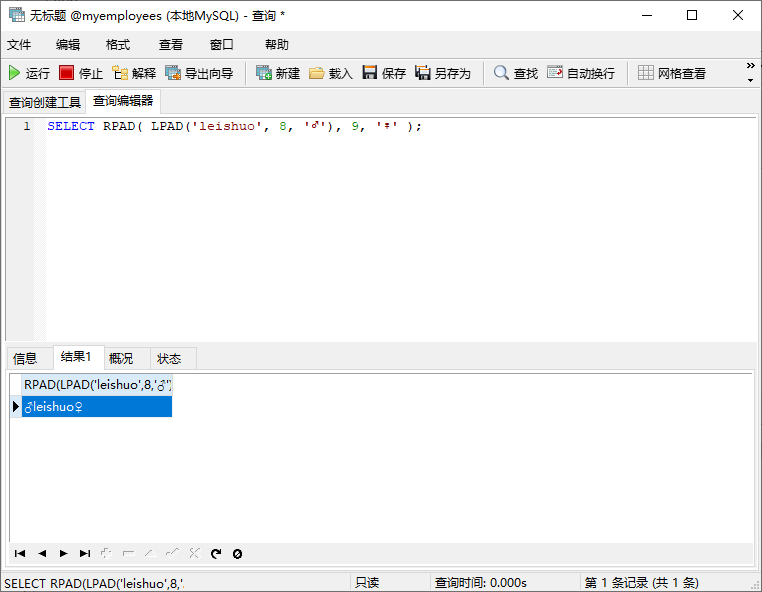 无标题 @myemployees (本地MySQL) - 查询 *
文件 编辑 格式 查看 窗口 帮助
运行 停止 解释 导出向导 新建 载入 保存 另存为 查找 自动换行 网格查看
查询创建工具 查询编辑器
1 SELECT RPAD( LPAD('leishuo', 8, '♂'), 9, '♀' );
信息 结果1 概况 状态
RPAD(LPAD('leishuo',8,'♂')
♂leishuo♀
SELECT RPAD(LPAD('leishuo',8,'. 只读 查询时间: 0.000s 第 1 条记录 (共 1 条)